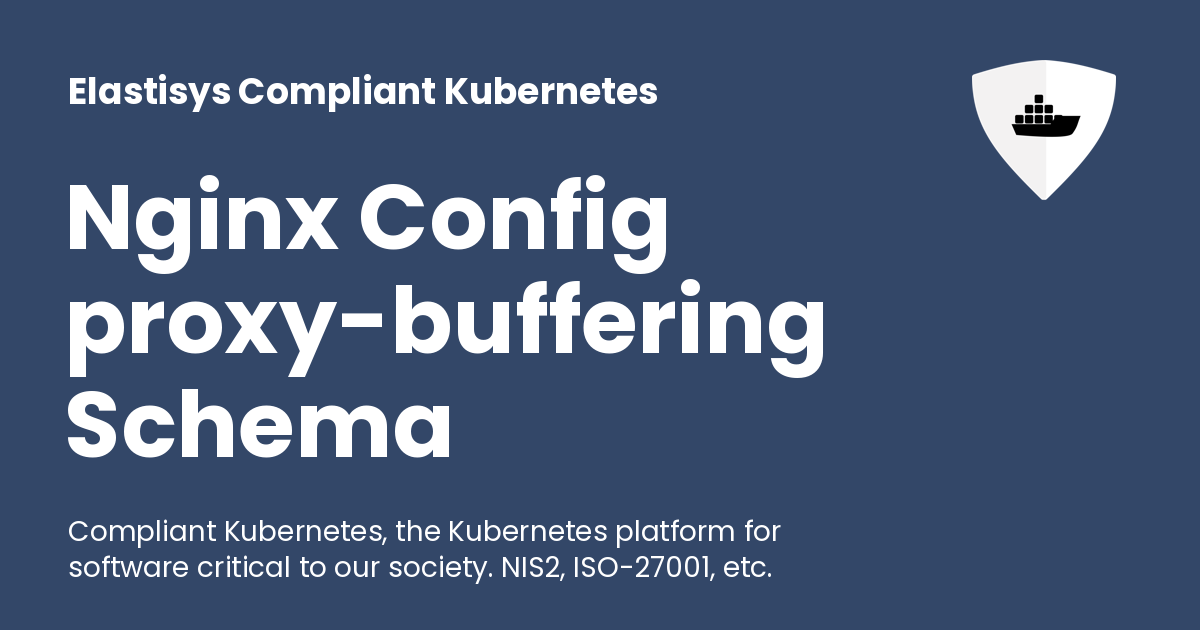 Elastisys Compliant Kubernetes
Nginx Config
proxy-buffering
Schema
Compliant Kubernetes, the Kubernetes platform for
software critical to our society. NIS2, ISO-27001, etc.